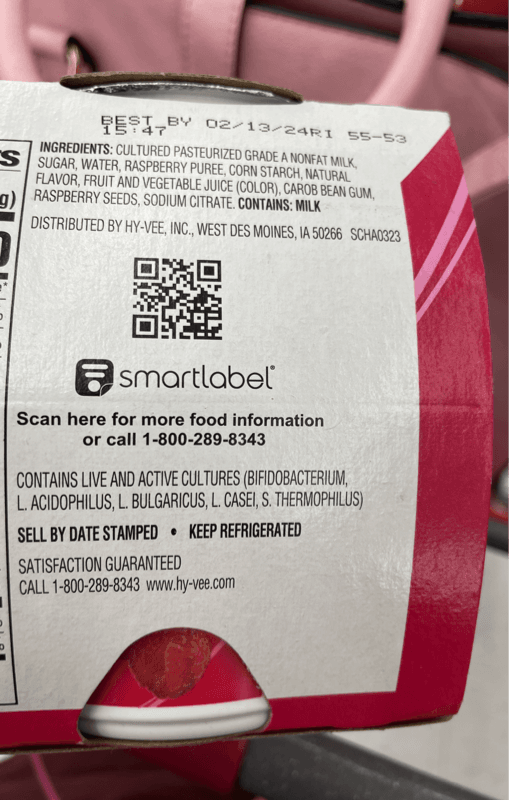 BEST BY 02/13/24RI 55-53
15:47
INGREDIENTS: CULTURED PASTEURIZED GRADE A NONFAT MILK,
SUGAR, WATER, RASPBERRY PUREE, CORN STARCH, NATURAL
FLAVOR, FRUIT AND VEGETABLE JUICE (COLOR), CAROB BEAN GUM,
RASPBERRY SEEDS, SODIUM CITRATE. CONTAINS: MILK
DISTRIBUTED BY HY-VEE, INC., WEST DES MOINES, IA 50266 SCHA0323
smartlabel®
Scan here for more food information
or call 1-800-289-8343
CONTAINS LIVE AND ACTIVE CULTURES (BIFIDOBACTERIUM,
L. ACIDOPHILUS, L. BULGARICUS, L. CASEI, S. THERMOPHILUS)
SELL BY DATE STAMPED • KEEP REFRIGERATED
SATISFACTION GUARANTEED
CALL 1-800-289-8343 www.hy-vee.com